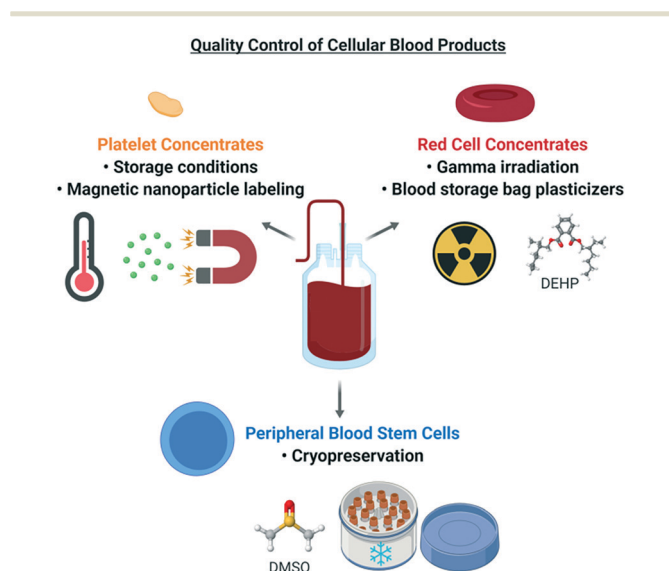 Quality Control of Cellular Blood Products
Platelet Concentrates
• Storage conditions
• Magnetic nanoparticle labeling
Red Cell Concentrates
• Gamma irradiation
• Blood storage bag plasticizers
DEHP
Peripheral Blood Stem Cells
• Cryopreservation
DMSO